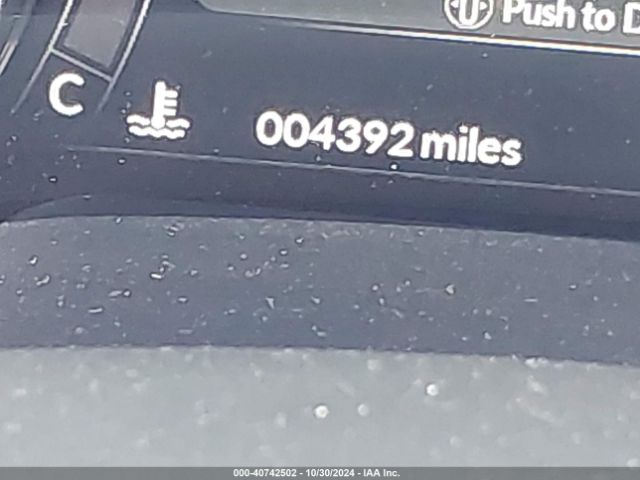 Push to
C
004392 miles
000-40742502 - 10/30/2024 - IAA Inc.